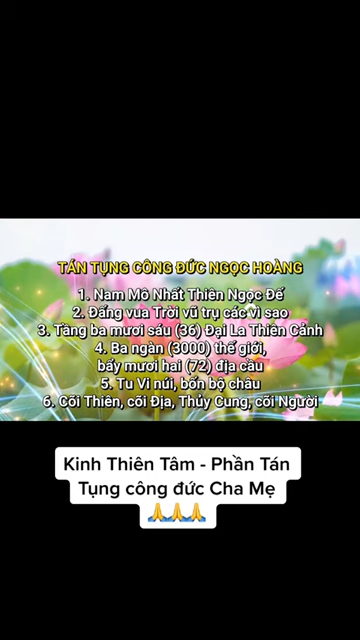 TÁN TỤNG CÔNG ĐỨC NGỌC HOÀNG
1. Nam Mô Nhất Thiên Ngọc Đế
2. Đấng vua Trời vũ trụ các vì sao
3. Tầng ba mươi sáu (36) Đại La Thiên Cảnh
4. Ba ngàn (3000) thế giới,
bẩy mươi hai (72) địa cầu
5. Tu Vi núi, bốn bộ châu
6. Cõi Thiên, cõi Địa, Thủy Cung, cõi Người
Kinh Thiên Tâm - Phần Tán
Tụng công đức Cha Mẹ
🙏🙏🙏